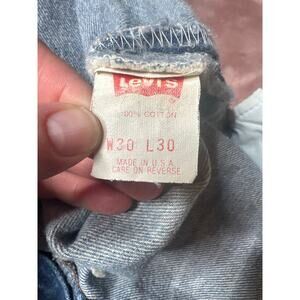 Levi's
100% COTTON
W30 L30
MADE IN U.S.A.
CARE ON REVERSE